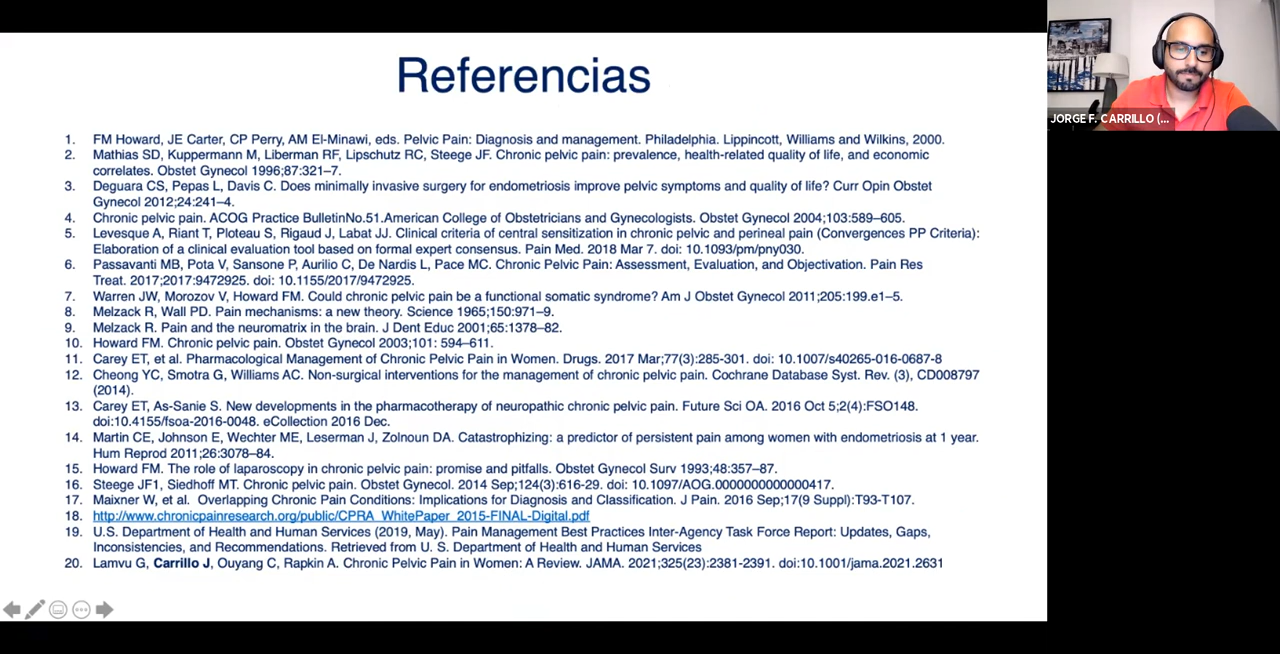 Referencias
1. FM Howard, JE Carter, CP Perry, AM El-Minawi, eds. Pelvic Pain: Diagnosis and management. Philadelphia. Lippincott, Williams and Wilkins, 2000.
2. Mathias SD, Kuppermann M, Liberman RF, Lipschutz RC, Steege JF. Chronic pelvic pain: prevalence, health-related quality of life, and economic
correlates. Obstet Gynecol 1996;87:321–7.
3. Deguara CS, Pepas L, Davis C. Does minimally invasive surgery for endometriosis improve pelvic symptoms and quality of life? Curr Opin Obstet
Gynecol 2012;24:241–4.
4. Chronic pelvic pain. ACOG Practice BulletinNo.51.American College of Obstetricians and Gynecologists. Obstet Gynecol 2004;103:589–605.
5. Levesque A, Riant T, Ploteau S, Rigaud J, Labat JJ. Clinical criteria of central sensitization in chronic pelvic and perineal pain (Convergences PP Criteria):
Elaboration of a clinical evaluation tool based on formal expert consensus. Pain Med. 2018 Mar 7. doi: 10.1093/pm/pny030.
6. Passavanti MB, Pota V, Sansone P, Aurilio C, De Nardis L, Pace MC. Chronic Pelvic Pain: Assessment, Evaluation, and Objectivation. Pain Res
Treat. 2017;2017:9472925. doi: 10.1155/2017/9472925.
7. Warren JW, Morozov V, Howard FM. Could chronic pelvic pain be a functional somatic syndrome? Am J Obstet Gynecol 2011;205:199.e1–5.
8. Melzack R, Wall PD. Pain mechanisms: a new theory. Science 1965;150:971–9.
9. Melzack R. Pain and the neuromatrix in the brain. J Dent Educ 2001;65:1378–82.
10. Howard FM. Chronic pelvic pain. Obstet Gynecol 2003;101: 594–611.
11. Carey ET, et al. Pharmacological Management of Chronic Pelvic Pain in Women. Drugs. 2017 Mar;77(3):285-301. doi: 10.1007/s40265-016-0687-8
12. Cheong YC, Smotra G, Williams AC. Non-surgical interventions for the management of chronic pelvic pain. Cochrane Database Syst. Rev. (3), CD008797
(2014).
13. Carey ET, As-Sanie S. New developments in the pharmacotherapy of neuropathic chronic pelvic pain. Future Sci OA. 2016 Oct 5;2(4):FSO148.
doi:10.4155/fsoa-2016-0048. eCollection 2016 Dec.
14. Martin CE, Johnson E, Wechter ME, Leserman J, Zolnoun DA. Catastrophizing: a predictor of persistent pain among women with endometriosis at 1 year.
Hum Reprod 2011;26:3078–84.
15. Howard FM. The role of laparoscopy in chronic pelvic pain: promise and pitfalls. Obstet Gynecol Surv 1993;48:357–87.
16. Steege JF1, Siedhoff MT. Chronic pelvic pain. Obstet Gynecol. 2014 Sep;124(3):616-29. doi: 10.1097/AOG.0000000000000417.
17. Maixner W, et al. Overlapping Chronic Pain Conditions: Implications for Diagnosis and Classification. J Pain. 2016 Sep;17(9 Suppl):T93-T107.
18. http://www.chronicpainresearch.org/public/CPRA_WhitePaper_2015-FINAL-Digital.pdf
19. U.S. Department of Health and Human Services (2019, May). Pain Management Best Practices Inter-Agency Task Force Report: Updates, Gaps,
Inconsistencies, and Recommendations. Retrieved from U. S. Department of Health and Human Services
20. Lamvu G, Carrillo J, Ouyang C, Rapkin A. Chronic Pelvic Pain in Women: A Review. JAMA. 2021;325(23):2381-2391. doi:10.1001/jama.2021.2631
JORGE F. CARRILLO (...